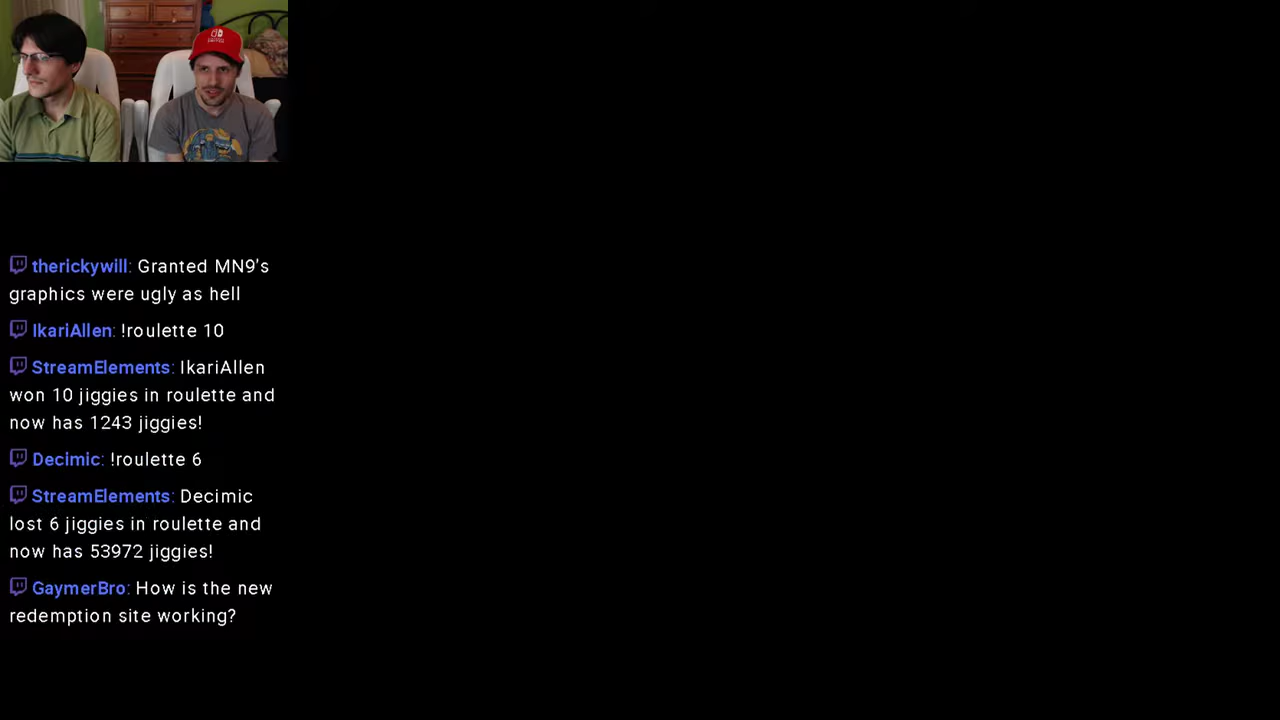 therickywill: Granted MN9's
graphics were ugly as hell
IkariAllen: !roulette 10
StreamElements: IkariAllen
won 10 jiggies in roulette and
now has 1243 jiggies!
Decimic: !roulette 6
StreamElements: Decimic
lost 6 jiggies in roulette and
now has 53972 jiggies!
GaymerBro: How is the new
redemption site working?